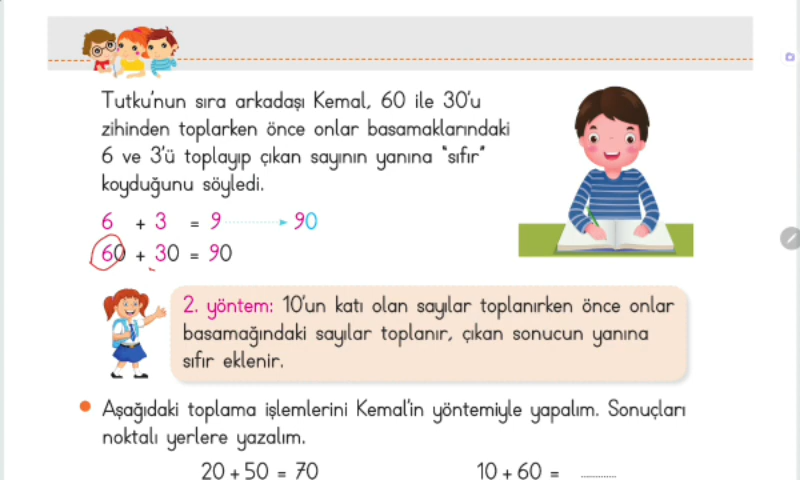 Tutku'nun sıra arkadaşı Kemal, 60 ile 30'u
zihinden toplarken önce onlar basamaklarındaki
6 ve 3'ü toplayıp çıkan sayının yanına "sıfır"
koyduğunu söyledi.
6 + 3 = 9 90
60 + 30 = 90
2. yöntem: 10'un katı olan sayılar toplanırken önce onlar
basamağındaki sayılar toplanır, çıkan sonucun yanına
sıfır eklenir.
Aşağıdaki toplama işlemlerini Kemal'in yöntemiyle yapalım. Sonuçları
noktalı yerlere yazalım.
20 + 50 = 70 10 + 60 = ............